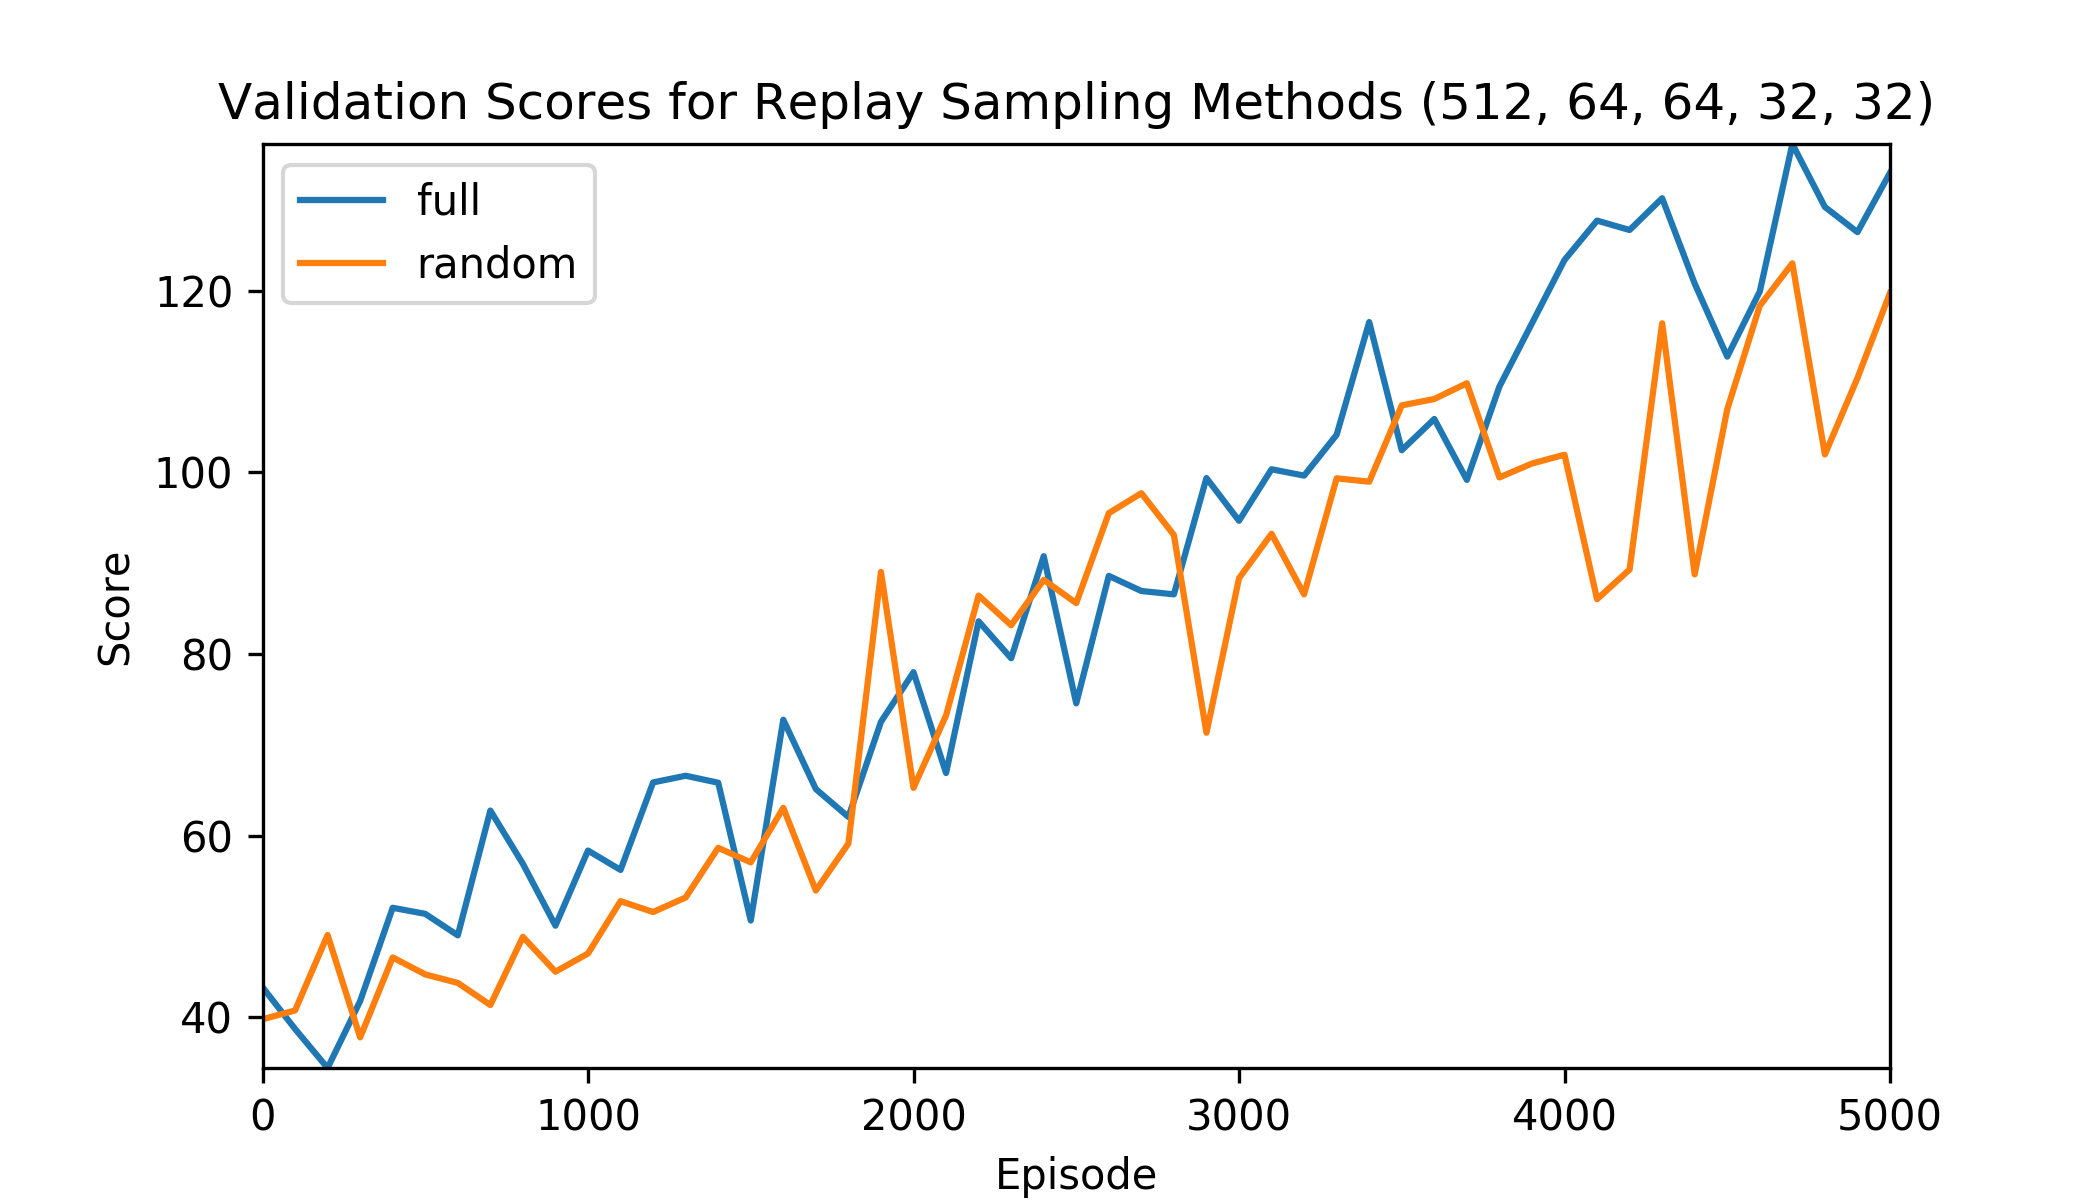 Validation Scores for Replay Sampling Methods (512, 64, 64, 32, 32)
full
random
120
100
80
60
40
Score
0 1000 2000 3000 4000 5000
Episode